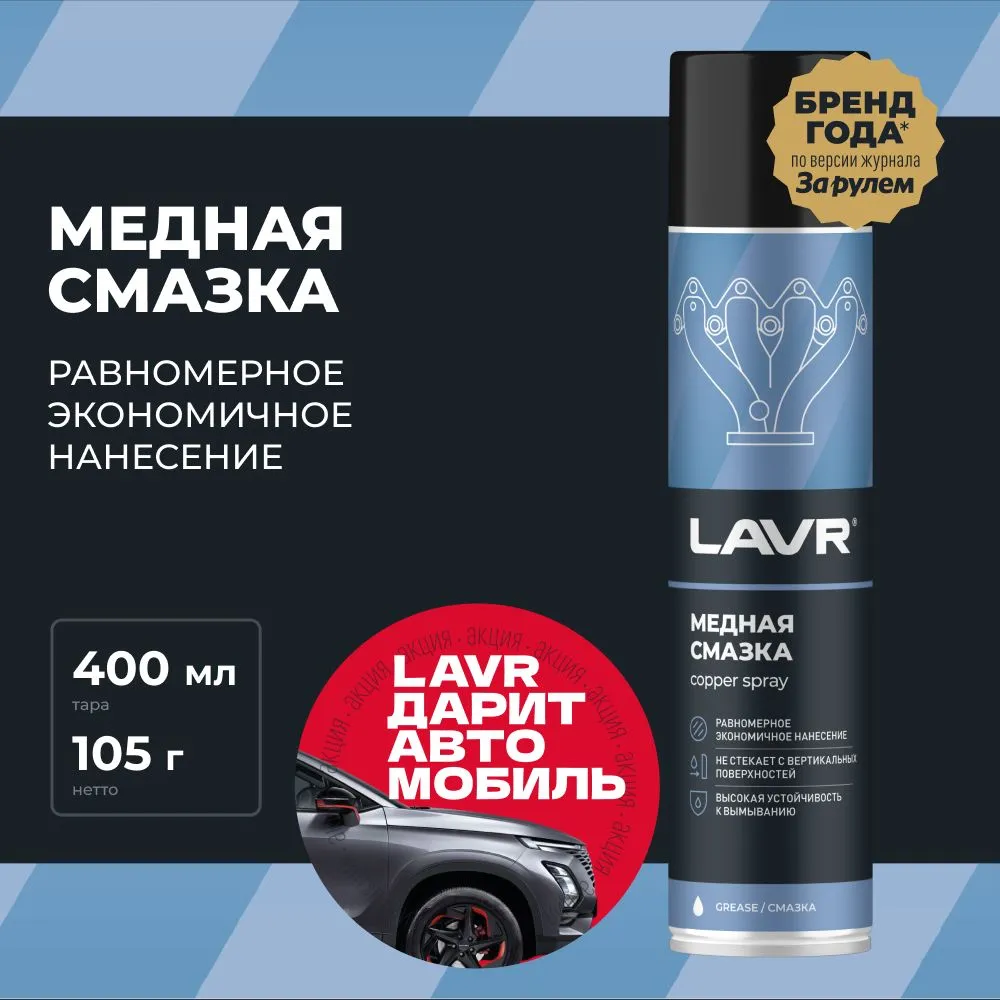 БРЕНД
ГОДА*
по версии журнала
За рулем
МЕДНАЯ
СМАЗКА
РАВНОМЕРНОЕ
ЭКОНОМИЧНОЕ
НАНЕСЕНИЕ
400 мл
тара
105 г
нетто
акция · акция · акция · акция · акция · акция
LAVR
ДАРИТ
АВТО
МОБИЛЬ
LAVR®
МЕДНАЯ
СМАЗКА
copper spray
РАВНОМЕРНОЕ
ЭКОНОМИЧНОЕ НАНЕСЕНИЕ
НЕ СТЕКАЕТ С ВЕРТИКАЛЬНЫХ
ПОВЕРХНОСТЕЙ
ВЫСОКАЯ УСТОЙЧИВОСТЬ
К ВЫМЫВАНИЮ
GREASE / СМАЗКА